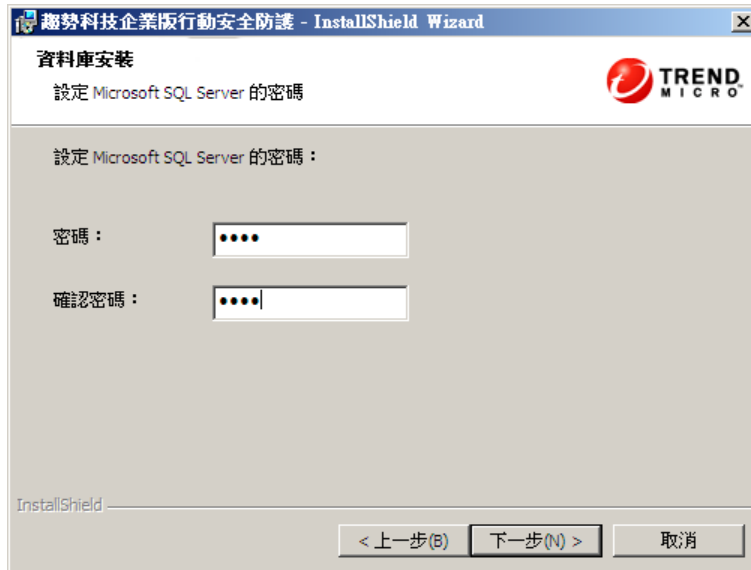 趨勢科技企業版行動安全防護 - InstallShield Wizard
資料庫安裝
設定 Microsoft SQL Server 的密碼
TREND
MICRO™
設定 Microsoft SQL Server 的密碼：
密碼： ••••
確認密碼： ••••
InstallShield
< 上一步(B) 下一步(N) > 取消